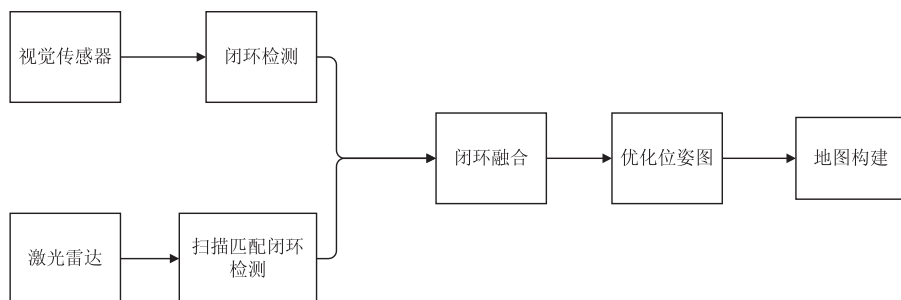 视觉传感器
闭环检测
闭环融合
优化位姿图
地图构建
激光雷达
扫描匹配闭环
检测